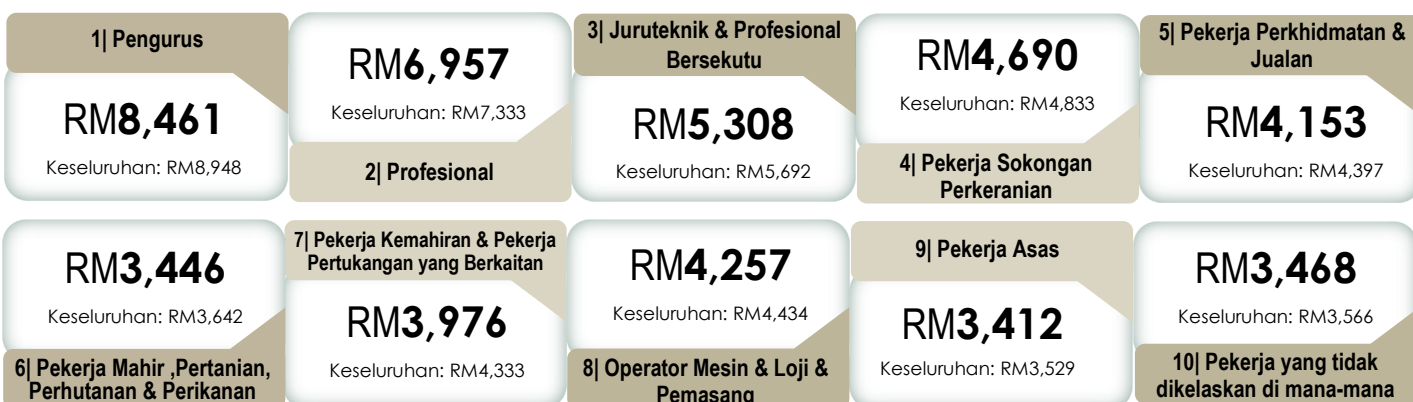 1| Pengurus
RM8,461
Keseluruhan: RM8,948
RM6,957
Keseluruhan: RM7,333
2| Profesional
3| Juruteknik & Profesional
Bersekutu
RM5,308
Keseluruhan: RM5,692
RM4,690
Keseluruhan: RM4,833
4| Pekerja Sokongan
Perkeranian
5| Pekerja Perkhidmatan &
Jualan
RM4,153
Keseluruhan: RM4,397
RM3,446
Keseluruhan: RM3,642
6| Pekerja Mahir ,Pertanian,
Perhutanan & Perikanan
7| Pekerja Kemahiran & Pekerja
Pertukangan yang Berkaitan
RM3,976
Keseluruhan: RM4,333
RM4,257
Keseluruhan: RM4,434
8| Operator Mesin & Loji &
Pemasang
9| Pekerja Asas
RM3,412
Keseluruhan: RM3,529
RM3,468
Keseluruhan: RM3,566
10| Pekerja yang tidak
dikelaskan di mana-mana